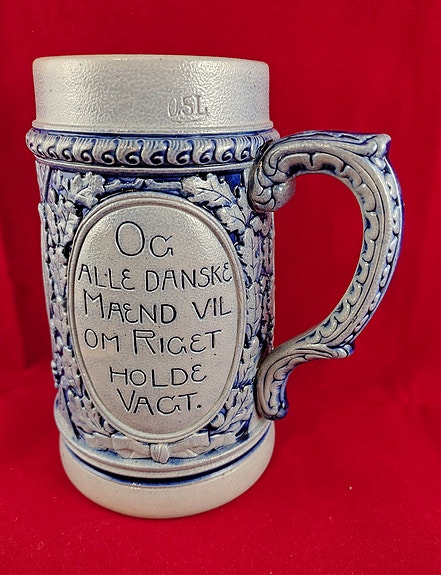 0.5L
OG
ALLE DANSKE
MAEND VIL
OM RIGET
HOLDE
VAGT.